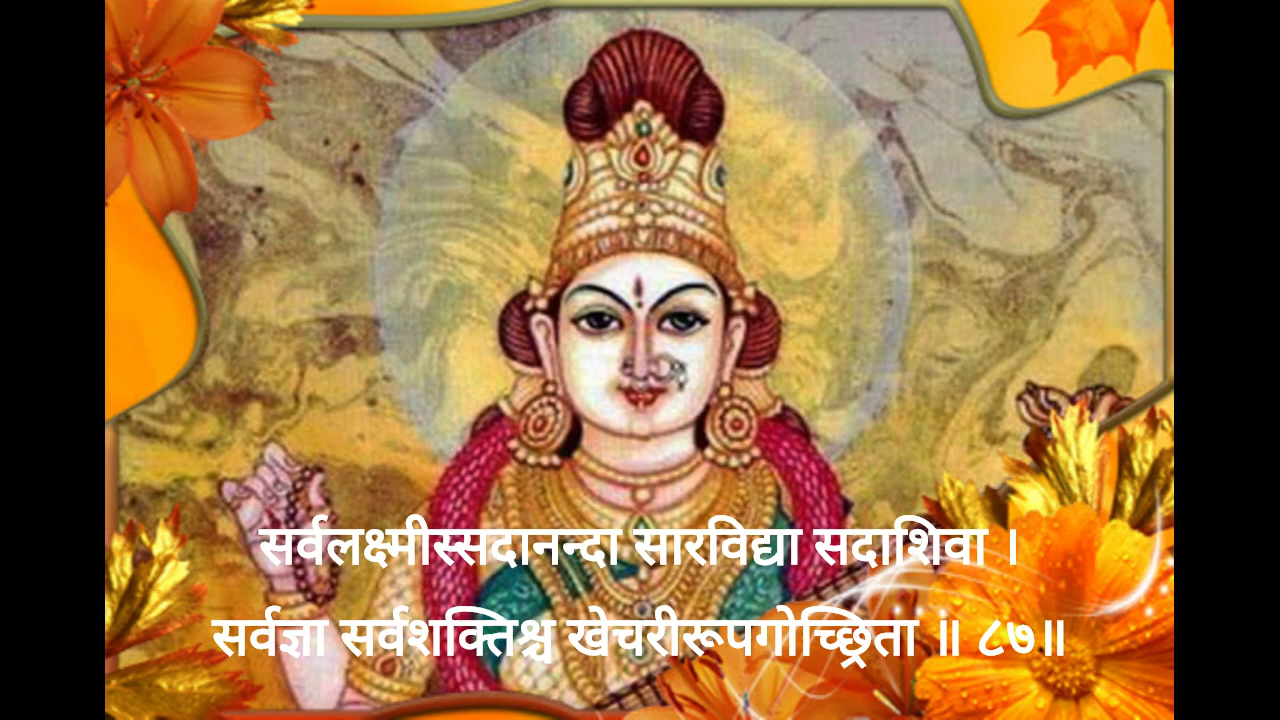 सर्वलक्ष्मीस्सदानन्दा सारविद्या सदाशिवा ।
सर्वज्ञा सर्वशक्तिश्च खेचरीरूपगोच्छ्रिता ॥ ८७॥